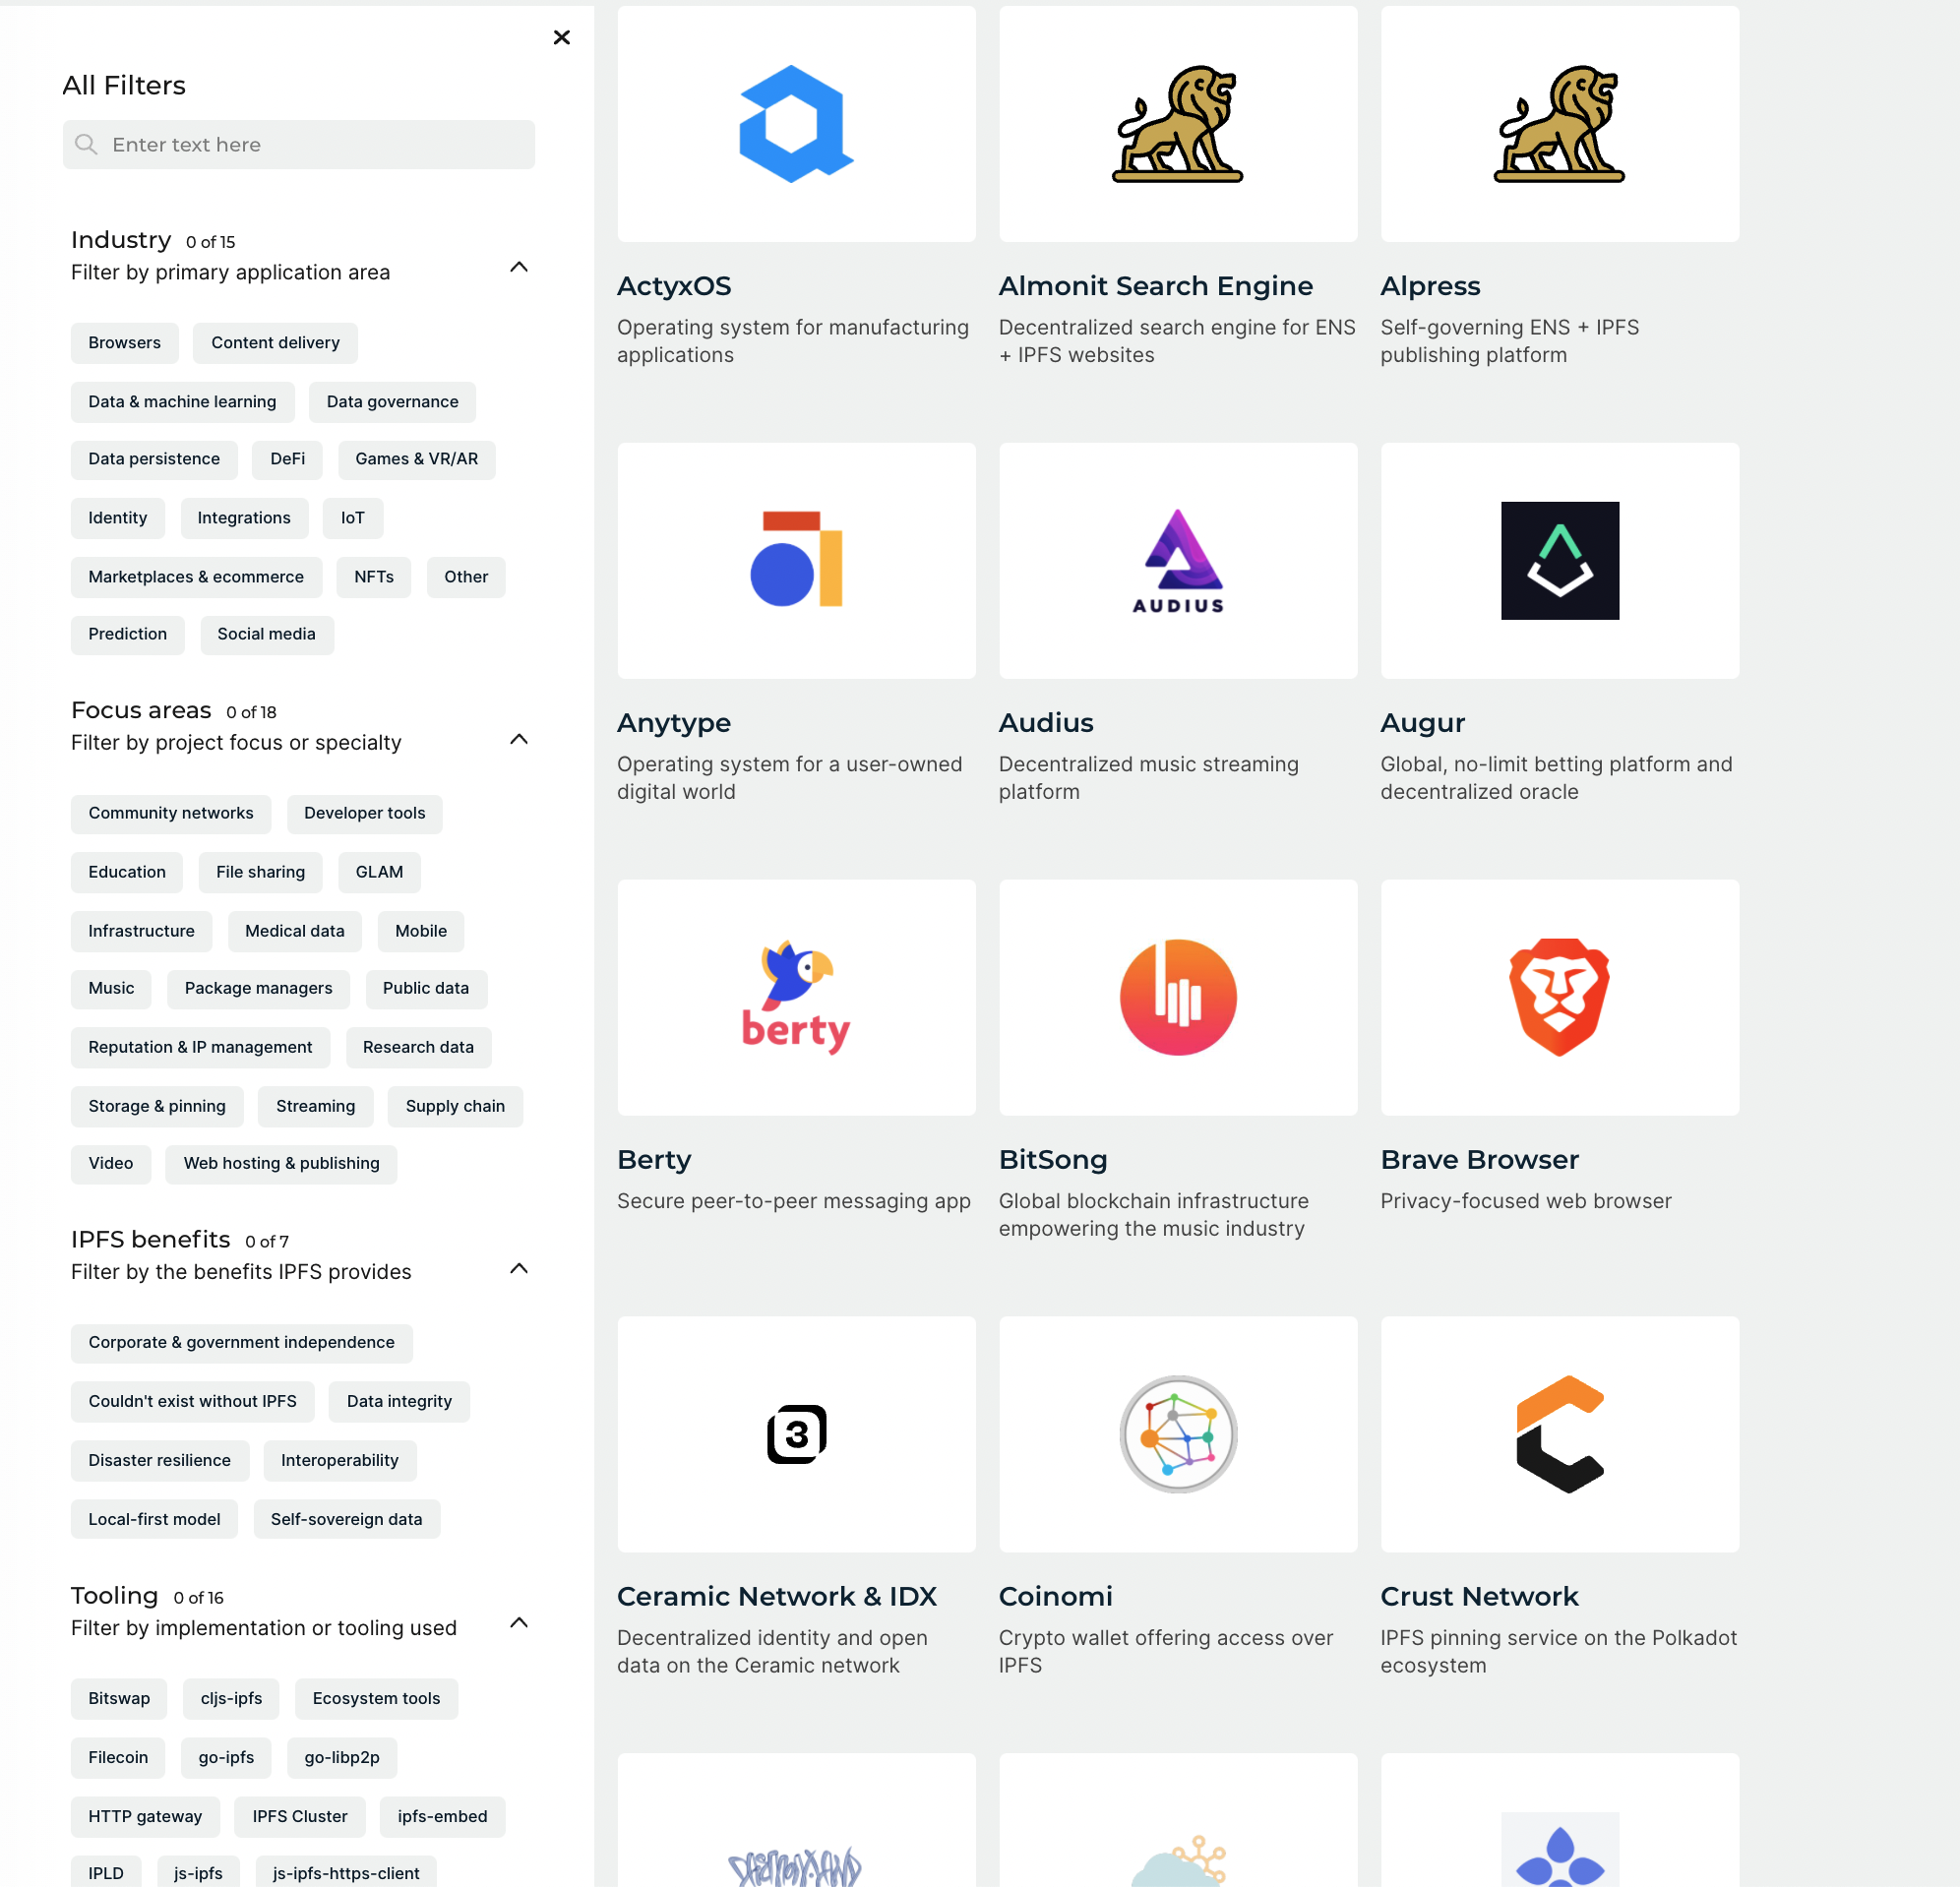 All Filters
Enter text here
Industry 0 of 15
Filter by primary application area
Browsers Content delivery
Data & machine learning Data governance
Data persistence DeFi Games & VR/AR
Identity Integrations IoT
Marketplaces & ecommerce NFTs Other
Prediction Social media
Focus areas 0 of 18
Filter by project focus or specialty
Community networks Developer tools
Education File sharing GLAM
Infrastructure Medical data Mobile
Music Package managers Public data
Reputation & IP management Research data
Storage & pinning Streaming Supply chain
Video Web hosting & publishing
IPFS benefits 0 of 7
Filter by the benefits IPFS provides
Corporate & government independence
Couldn't exist without IPFS Data integrity
Disaster resilience Interoperability
Local-first model Self-sovereign data
Tooling 0 of 16
Filter by implementation or tooling used
Bitswap cljs-ipfs Ecosystem tools
Filecoin go-ipfs go-libp2p
HTTP gateway IPFS Cluster ipfs-embed
IPLD js-ipfs js-ipfs-https-client
ActyxOS
Operating system for manufacturing
applications
Almonit Search Engine
Decentralized search engine for ENS
+ IPFS websites
Alpress
Self-governing ENS + IPFS
publishing platform
Anytype
Operating system for a user-owned
digital world
AUDIUS
Audius
Decentralized music streaming
platform
Augur
Global, no-limit betting platform and
decentralized oracle
berty
Berty
Secure peer-to-peer messaging app
BitSong
Global blockchain infrastructure
empowering the music industry
Brave Browser
Privacy-focused web browser
3
Ceramic Network & IDX
Decentralized identity and open
data on the Ceramic network
Coinomi
Crypto wallet offering access over
IPFS
Crust Network
IPFS pinning service on the Polkadot
ecosystem